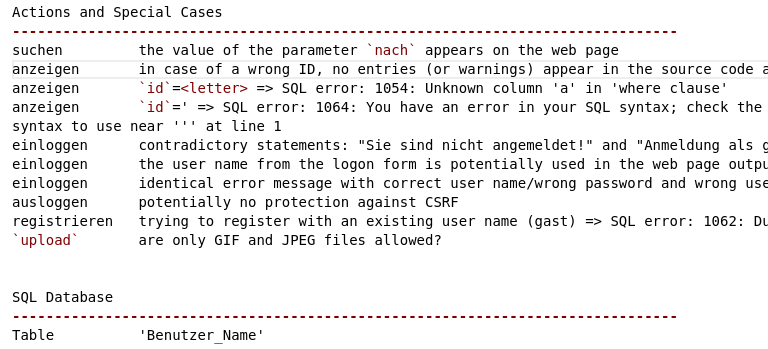 Actions and Special Cases
-------------------------------------------------------------------------------
suchen         the value of the parameter `nach` appears on the web page
anzeigen       in case of a wrong ID, no entries (or warnings) appear in the source code
anzeigen       `id`=<letter> => SQL error: 1054: Unknown column 'a' in 'where clause'
anzeigen       `id`=' => SQL error: 1064: You have an error in your SQL syntax; check the
syntax to use near ''' at line 1
einloggen      contradictory statements: "Sie sind nicht angemeldet!" and "Anmeldung als
einloggen      the user name from the logon form is potentially used in the web page
einloggen      identical error message with correct user name/wrong password and wrong
ausloggen      potentially no protection against CSRF
registrieren   trying to register with an existing user name (gast) => SQL error: 1062:
`upload`       are only GIF and JPEG files allowed?
SQL Database
-------------------------------------------------------------------------------
Table          'Benutzer_Name'